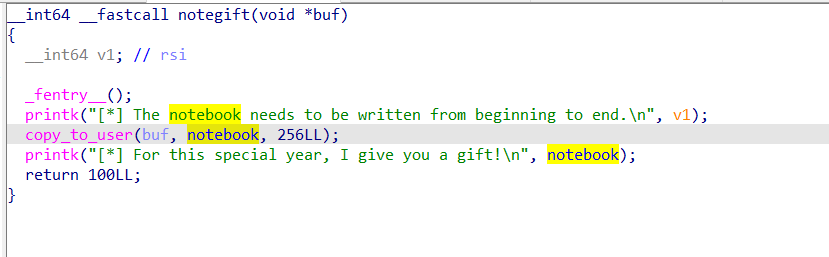 __int64 __fastcall notegift(void *buf)
{
__int64 v1; // rsi
_fentry__();
printk("[*] The notebook needs to be written from beginning to end.\n", v1);
copy_to_user(buf, notebook, 256LL);
printk("[*] For this special year, I give you a gift!\n", notebook);
return 100LL;
}